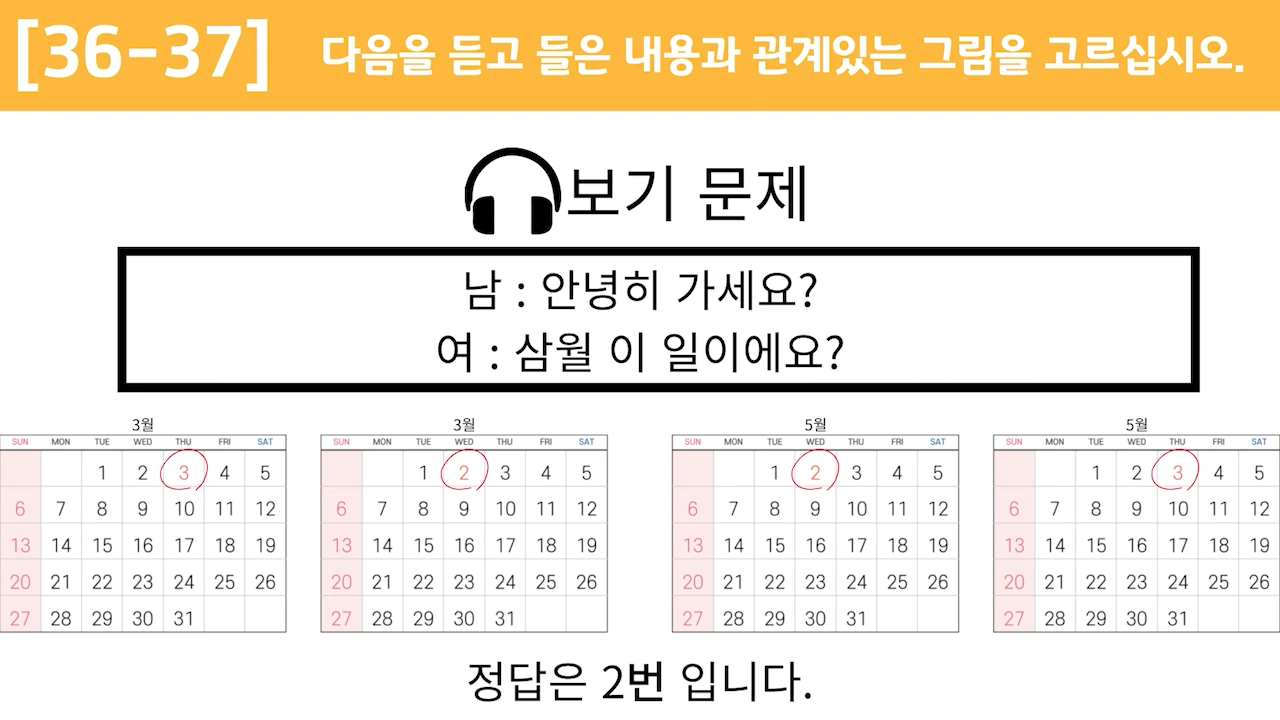 [36-37] 다음을 듣고 들은 내용과 관계있는 그림을 고르십시오.
보기 문제
남 : 안녕히 가세요?
여 : 삼월 이 일이에요?
3월
SUN MON TUE WED THU FRI SAT
1 2 3 4 5
6 7 8 9 10 11 12
13 14 15 16 17 18 19
20 21 22 23 24 25 26
27 28 29 30 31
3월
SUN MON TUE WED THU FRI SAT
1 2 3 4 5
6 7 8 9 10 11 12
13 14 15 16 17 18 19
20 21 22 23 24 25 26
27 28 29 30 31
5월
SUN MON TUE WED THU FRI SAT
1 2 3 4 5
6 7 8 9 10 11 12
13 14 15 16 17 18 19
20 21 22 23 24 25 26
27 28 29 30 31
5월
SUN MON TUE WED THU FRI SAT
1 2 3 4 5
6 7 8 9 10 11 12
13 14 15 16 17 18 19
20 21 22 23 24 25 26
27 28 29 30 31
정답은 2번 입니다.